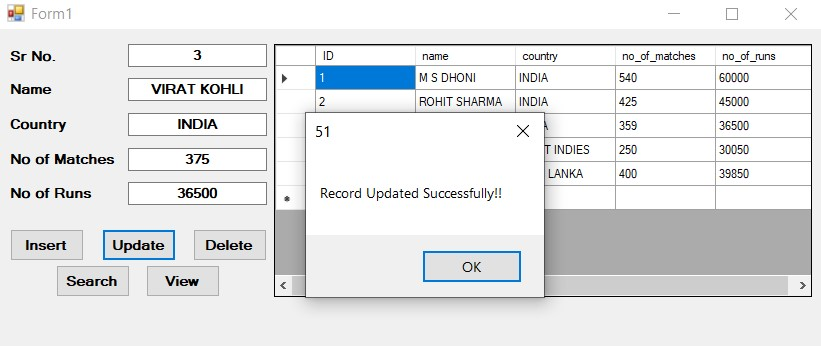 Form1
Sr No. 3
Name VIRAT KOHLI
Country INDIA
No of Matches 375
No of Runs 36500
Insert Update Delete
Search View
ID name country no_of_matches no_of_runs
1 M S DHONI INDIA 540 60000
2 ROHIT SHARMA INDIA 425 45000
359 36500
INDIES 250 30050
LANKA 400 39850
51
Record Updated Successfully!!
OK